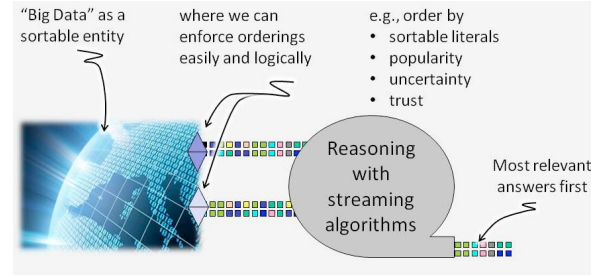 “Big Data” as a
sortable entity
where we can
enforce orderings
easily and logically
e.g., order by
• sortable literals
• popularity
• uncertainty
• trust
Reasoning
with
streaming
algorithms
Most relevant
answers first